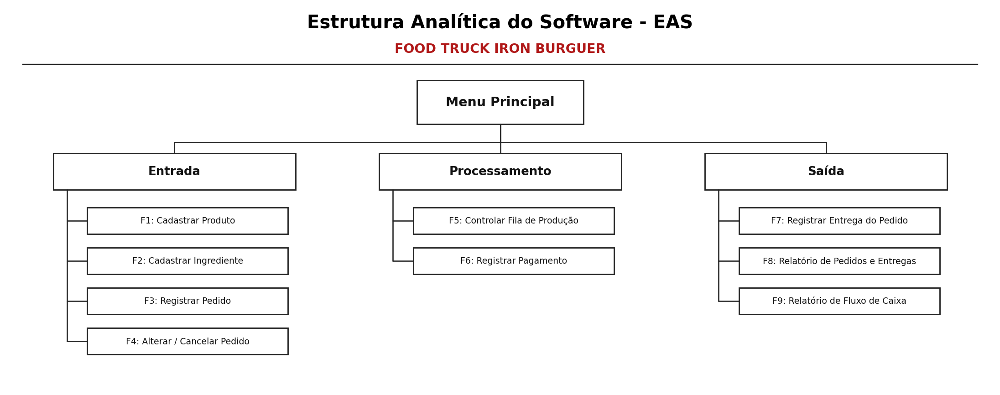 Estrutura Analítica do Software - EAS
FOOD TRUCK IRON BURGUER
Menu Principal
Entrada
F1: Cadastrar Produto
F2: Cadastrar Ingrediente
F3: Registrar Pedido
F4: Alterar / Cancelar Pedido
Processamento
F5: Controlar Fila de Produção
F6: Registrar Pagamento
Saída
F7: Registrar Entrega do Pedido
F8: Relatório de Pedidos e Entregas
F9: Relatório de Fluxo de Caixa